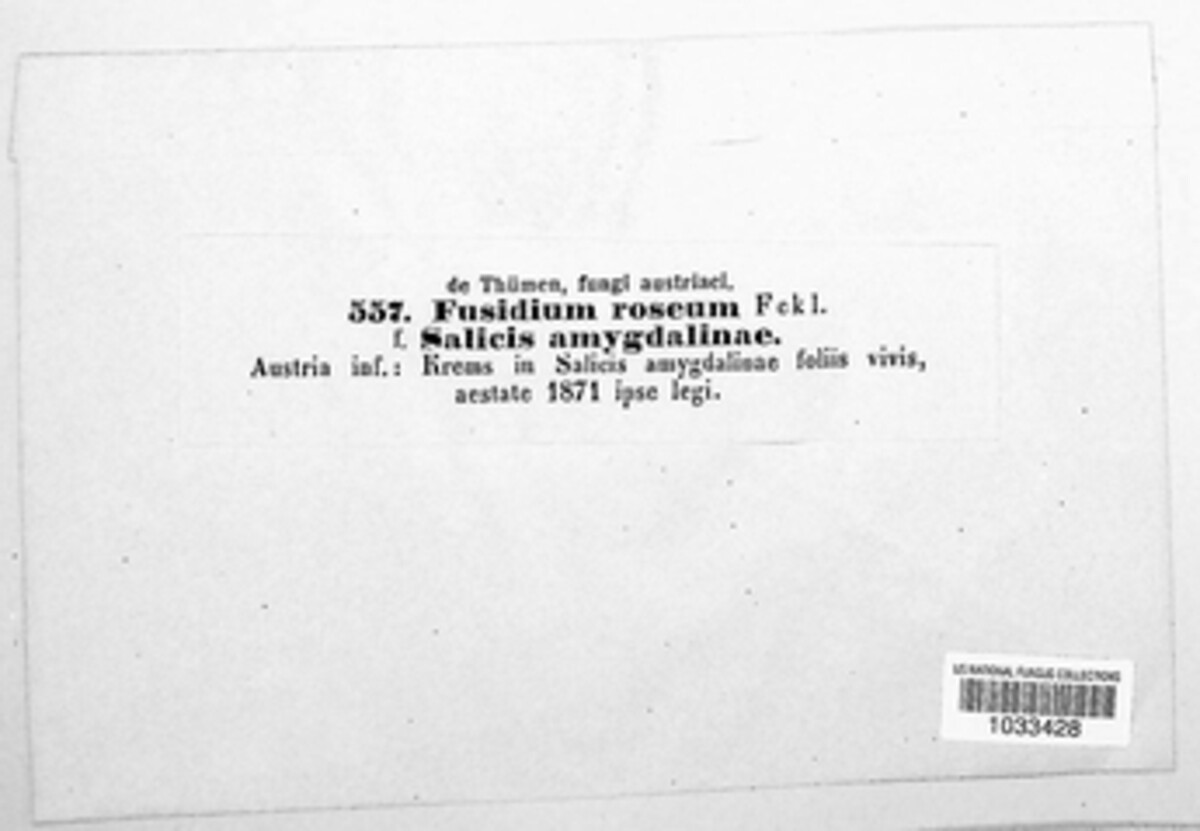 de Thümen, fungi austriaci.
557. Fusidium roseum Fckl.
f. Salicis amygdalinae.
Austria inf.: Krems in Salicis amygdalinae foliis vivis,
aestate 1871 ipse legi.
US NATIONAL FUNGUS COLLECTIONS
1033428